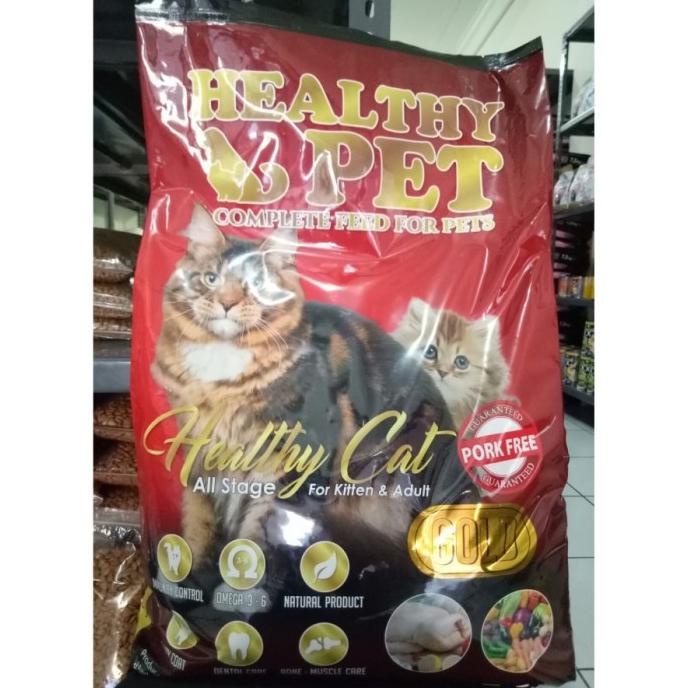 HEALTHY
PET
COMPLETE FEED FOR PETS
Healthy Cat
All Stage For Kitten & Adult
GUARANTEED
PORK FREE
GUARANTEED
GOLD
CONTROL
OMEGA 3 - 6
NATURAL PRODUCT
COAT
DENTAL CARE
BONE - MUSCLE CARE